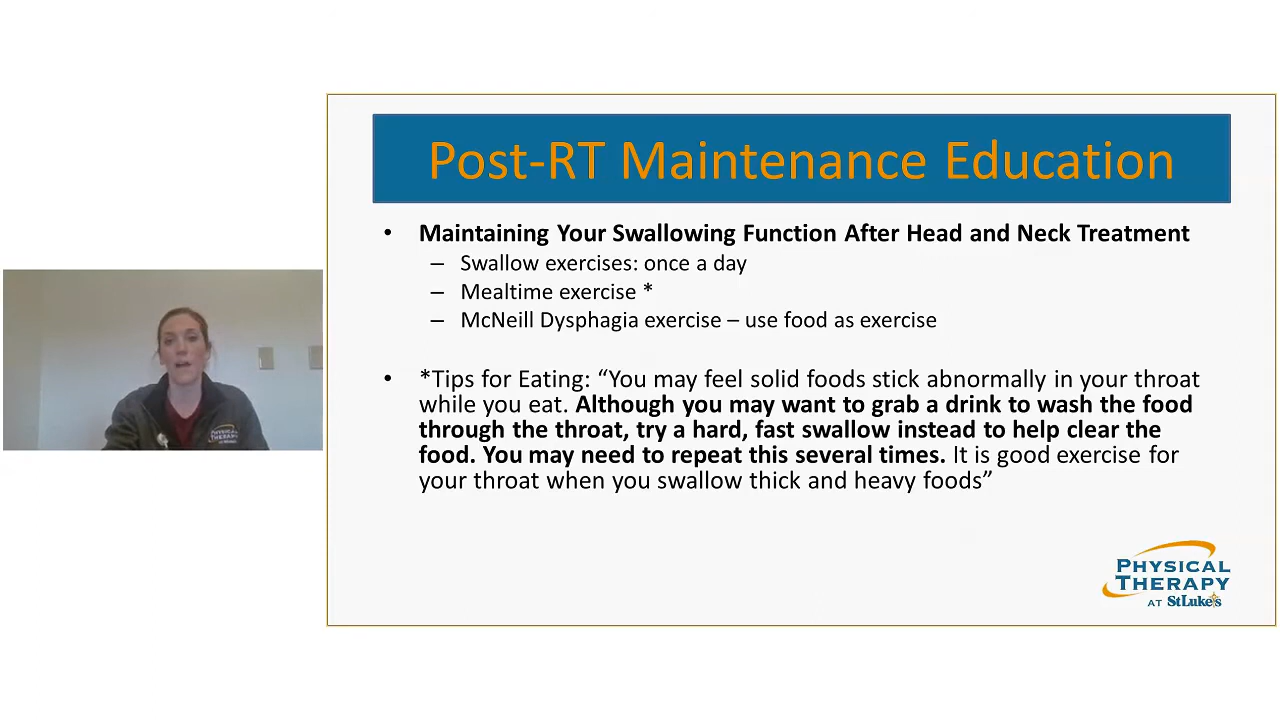 Post-RT Maintenance Education
• Maintaining Your Swallowing Function After Head and Neck Treatment
– Swallow exercises: once a day
– Mealtime exercise *
– McNeill Dysphagia exercise – use food as exercise
• *Tips for Eating: “You may feel solid foods stick abnormally in your throat
while you eat. Although you may want to grab a drink to wash the food
through the throat, try a hard, fast swallow instead to help clear the
food. You may need to repeat this several times. It is good exercise for
your throat when you swallow thick and heavy foods”
PHYSICAL
THERAPY
AT StLuke's
PHYSICAL
THERAPY